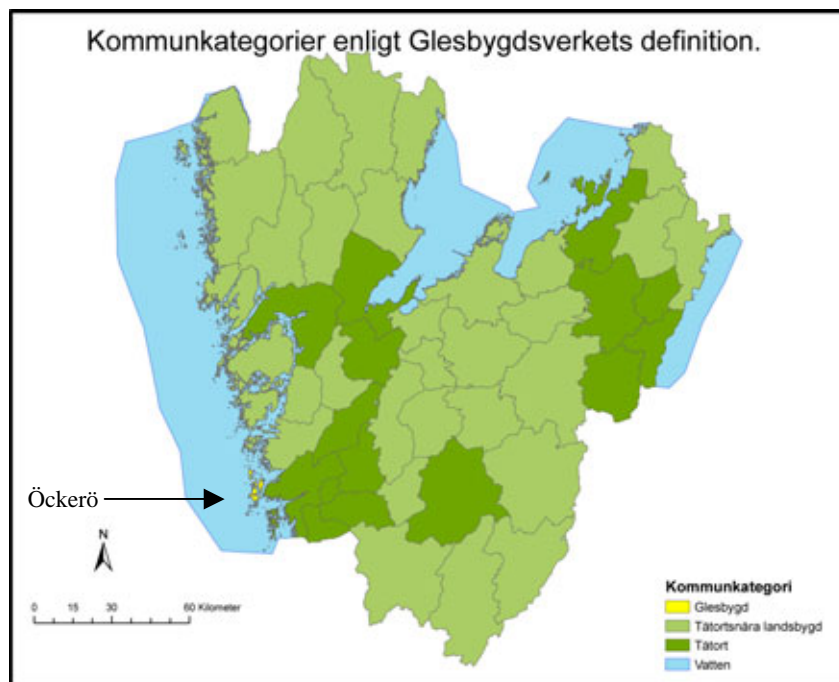 Kommunkategorier enligt Glesbygdsverkets definition.
Öckerö
N
0 15 30 60 Kilometer
Kommunkategori
Glesbygd
Tätortsnära landsbygd
Tätort
Vatten